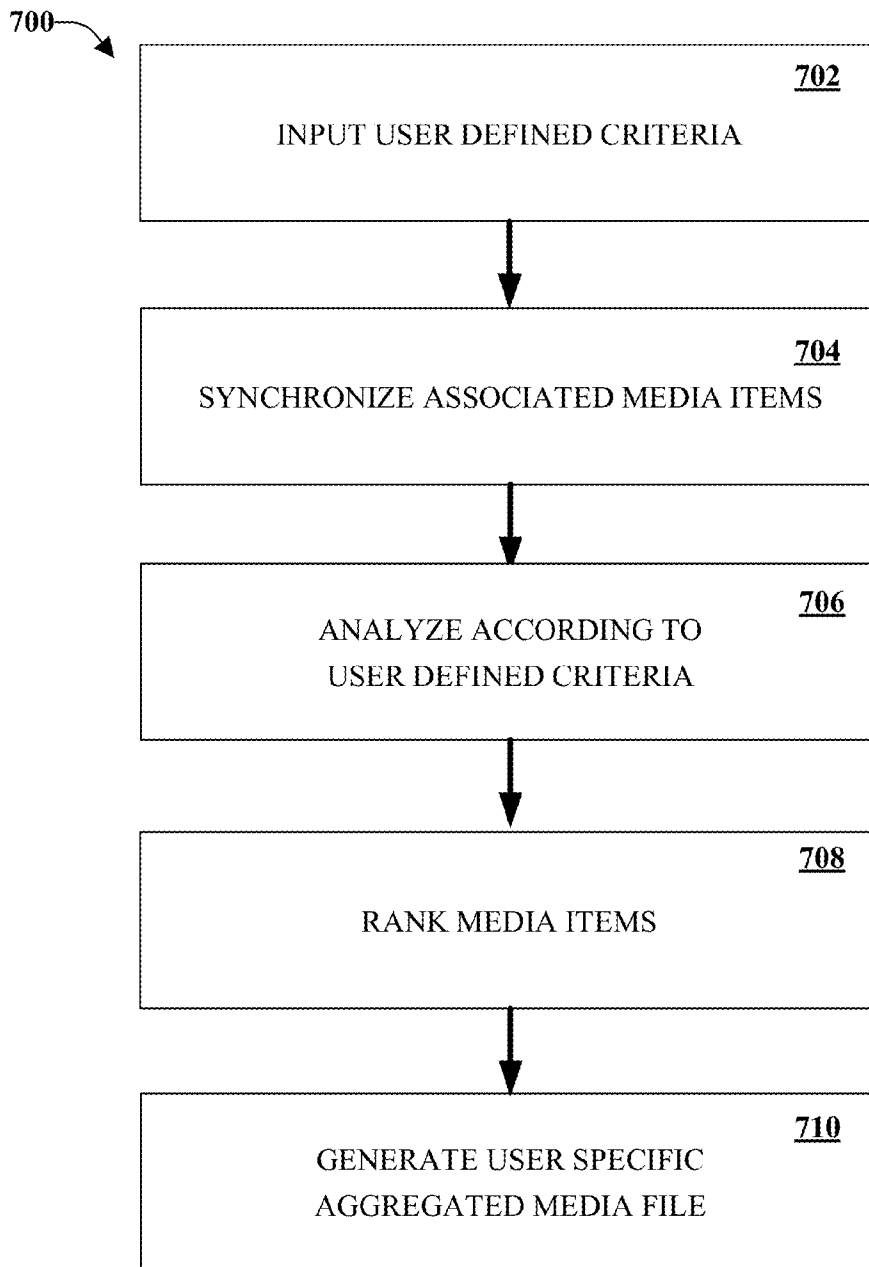 700
702
INPUT USER DEFINED CRITERIA
704
SYNCHRONIZE ASSOCIATED MEDIA ITEMS
706
ANALYZE ACCORDING TO
USER DEFINED CRITERIA
708
RANK MEDIA ITEMS
710
GENERATE USER SPECIFIC
AGGREGATED MEDIA FILE